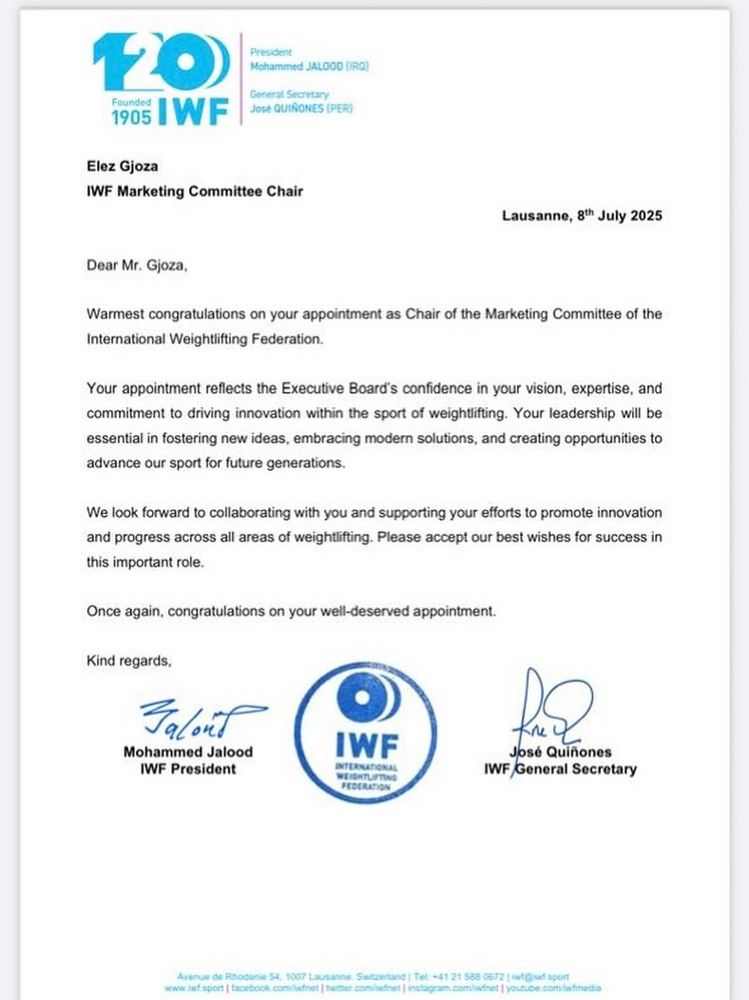 120
Founded
1905 IWF
President
Mohammed JALOOD (IRQ)
General Secretary
José QUIÑONES (PER)
Elez Gjoza
IWF Marketing Committee Chair
Lausanne, 8th July 2025
Dear Mr. Gjoza,
Warmest congratulations on your appointment as Chair of the Marketing Committee of the
International Weightlifting Federation.
Your appointment reflects the Executive Board's confidence in your vision, expertise, and
commitment to driving innovation within the sport of weightlifting. Your leadership will be
essential in fostering new ideas, embracing modern solutions, and creating opportunities to
advance our sport for future generations.
We look forward to collaborating with you and supporting your efforts to promote innovation
and progress across all areas of weightlifting. Please accept our best wishes for success in
this important role.
Once again, congratulations on your well-deserved appointment.
Kind regards,
Jalout
Mohammed Jalood
IWF President
IWF
INTERNATIONAL
WEIGHTLIFTING
FEDERATION
José Quiñones
IWF General Secretary
Avenue de Rhodanie 54, 1007 Lausanne. Switzerland | Tel: +41 21 588 0672 | iwf@iwf.sport
www.iwf.sport | facebook.com/iwfnet | twitter.com/iwfnet | instagram.com/iwfnet | youtube.com/iwfmedia